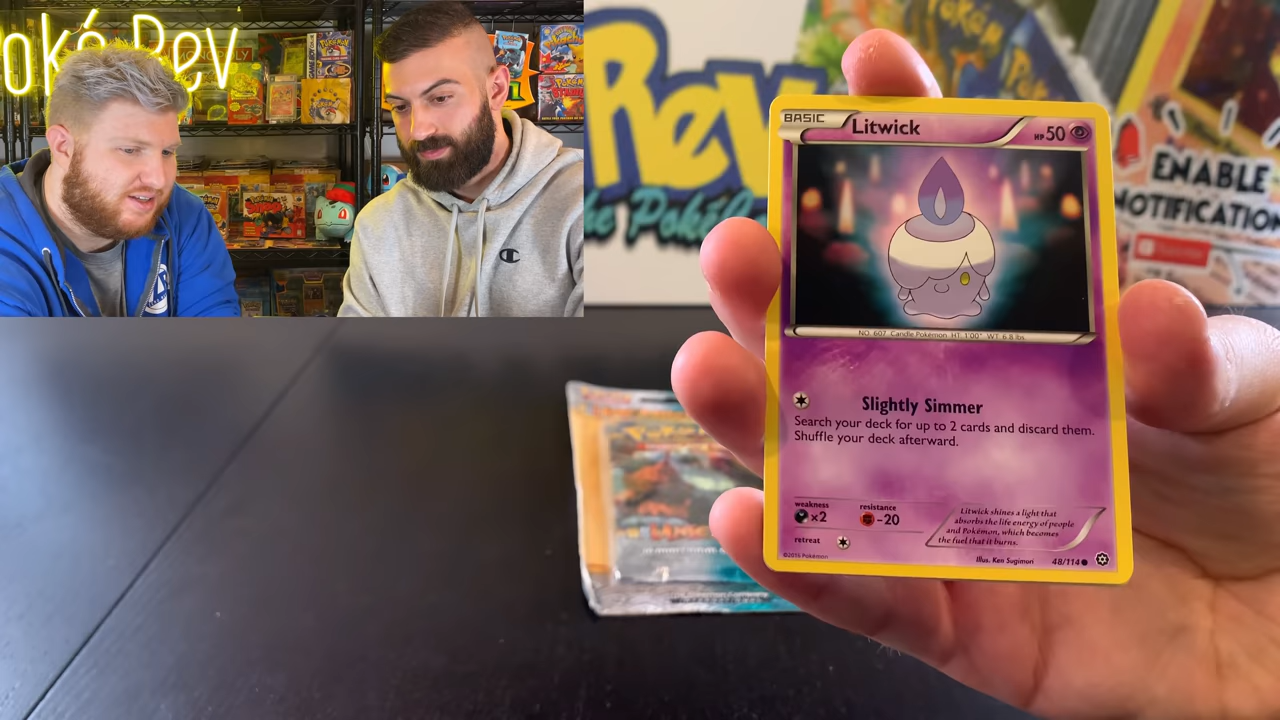 oké Rev
Rev
he Poké
ENABLE
NOTIFICATION
BASIC
Litwick
HP 50
NO. 607 Candle Pokémon HT: 1'00" WT: 6.8 lbs
Slightly Simmer
Search your deck for up to 2 cards and discard them.
Shuffle your deck afterward.
weakness
×2
resistance
-20
retreat
Litwick shines a light that
absorbs the life energy of people
and Pokémon, which becomes
the fuel that it burns.
©2016 Pokémon
Illus. Ken Sugimori
48/114